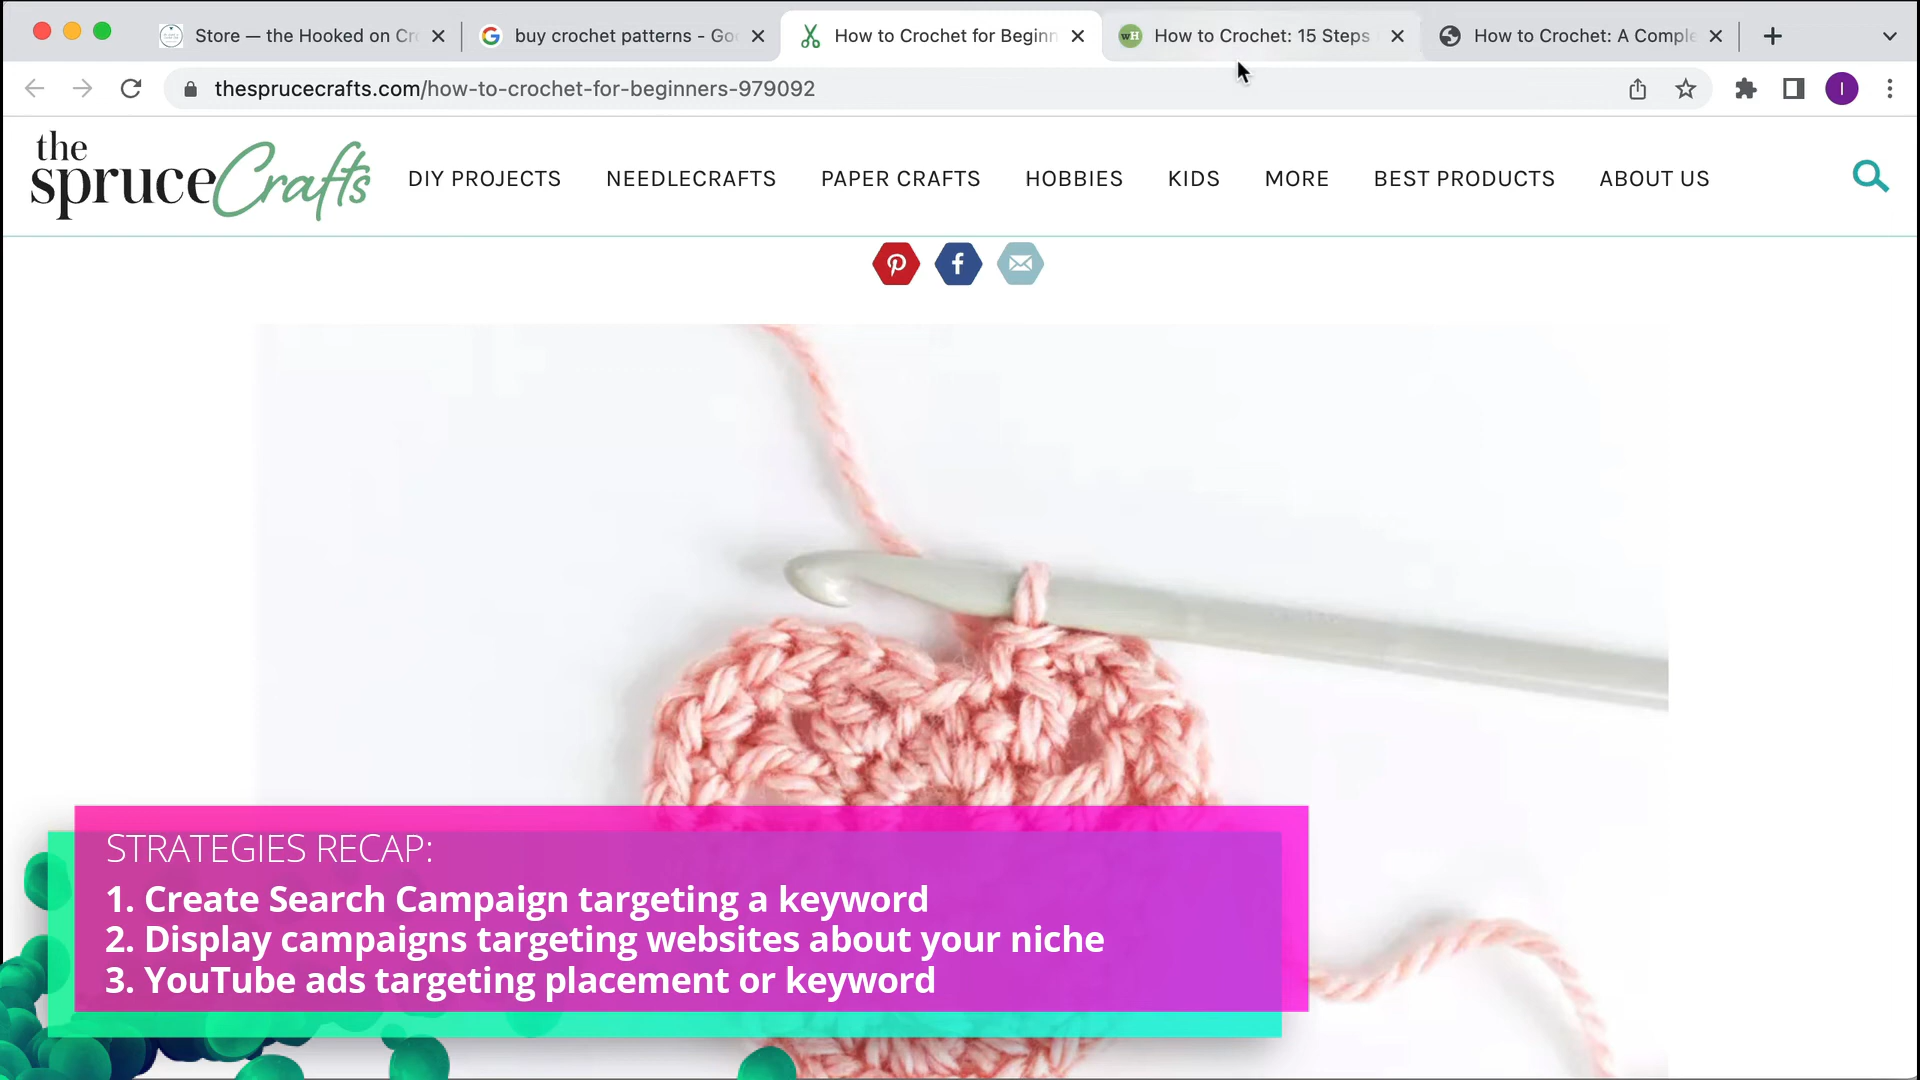 Store — the Hooked on Cr
buy crochet patterns - Go
How to Crochet for Beginn
How to Crochet: 15 Steps
How to Crochet: A Comple
thesprucecrafts.com/how-to-crochet-for-beginners-979092
I
the
spruceCrafts
DIY PROJECTS
NEEDLECRAFTS
PAPER CRAFTS
HOBBIES
KIDS
MORE
BEST PRODUCTS
ABOUT US
STRATEGIES RECAP:
1. Create Search Campaign targeting a keyword
2. Display campaigns targeting websites about your niche
3. YouTube ads targeting placement or keyword